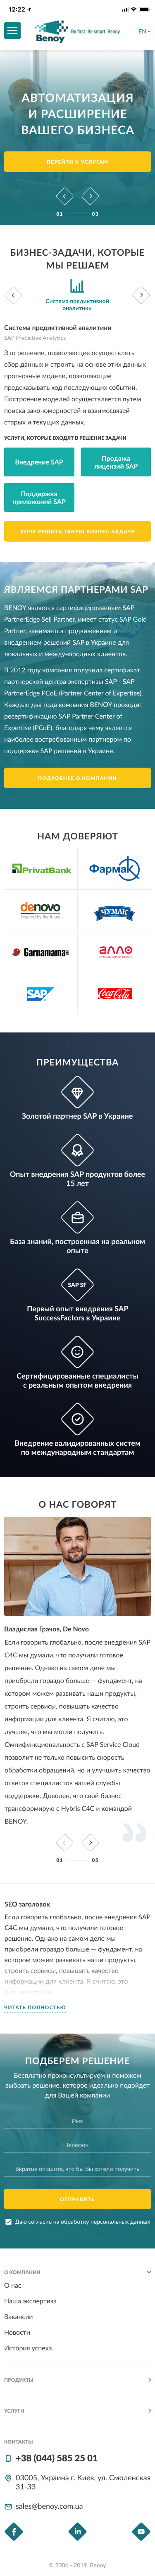 12:22
Benoy
Be first. Be smart. Benoy.
EN
АВТОМАТИЗАЦИЯ
И РАСШИРЕНИЕ
ВАШЕГО БИЗНЕСА
ПЕРЕЙТИ К УСЛУГАМ
01 03
БИЗНЕС-ЗАДАЧИ, КОТОРЫЕ
МЫ РЕШАЕМ
Система предиктивной
аналитики
Система предиктивной аналитики
SAP Predictive Analytics
Это решение, позволяющее осуществлять
сбор данных и строить на основе этих данных
жизненные модели, позволяющие
предсказывать ход последующих событий.
Построение моделей осуществляется путем
поиска закономерностей и взаимосвязей
старых и текущих данных.
УСЛУГИ, КОТОРЫЕ ВХОДЯТ В РЕШЕНИЕ ЗАДАЧИ
Внедрение SAP
Продажа
лицензий SAP
Поддержка
приложений SAP
ХОЧУ РЕШИТЬ ТАКУЮ БИЗНЕС-ЗАДАЧУ
ЯВЛЯЕМСЯ ПАРТНЕРАМИ SAP
BENOY является сертифицированным SAP
PartnerEdge Sell Partner, имеет статус SAP Gold
Partner, занимается продвижением и
внедрением решений SAP в Украине для
локальных и международных клиентов.
В 2012 году компания получила сертификат
партнерской центра экспертизы SAP - SAP
PartnerEdge PCoE (Partner Center of Expertise).
Каждые два года компания BENOY проходит
ресертификацию SAP Partner Center of
Expertise (PCoE), благодаря чему является
наиболее востребованным партнером по
поддержке SAP решений в Украине.
ПОДРОБНЕЕ О КОМПАНИИ
НАМ ДОВЕРЯЮТ
PrivatBank
Фармак
denovo
inspired by the future
ЧУМАК
Garnamama
алло
SAP
Coca-Cola
ПРЕИМУЩЕСТВА
Золотой партнер SAP в Украине
Опыт внедрения SAP продуктов более
15 лет
База знаний, построенная на реальном
опыте
SAP SF
Первый опыт внедрения SAP
SuccessFactors в Украине
Сертифицированные специалисты
с реальным опытом внедрения
Внедрение валидированных систем
по международным стандартам
О НАС ГОВОРЯТ
Владислав Грачов, De Novo
Если говорить глобально, после внедрения SAP
C4C мы думали, что получили готовое
решение. Однако на самом деле мы
приобрели гораздо больше — фундамент, на
котором можем развивать наши продукты,
строить сервисы, повышать качество
информации для клиента. Я считаю, это
лучшее, что мы могли получить.
Омнифункциональность с SAP Service Cloud
позволит не только повысить скорость
обработки обращений, но и улучшить качество
ответов специалистов нашей службы
поддержки. Доволен, что свой бизнес
трансформирую с Hybris C4C и командой
BENOY.
01 05
SEO заголовок
Если говорить глобально, после внедрения SAP
C4C мы думали, что получили готовое
решение. Однако на самом деле мы
приобрели гораздо больше — фундамент, на
котором можем развивать наши продукты,
строить сервисы, повышать качество
информации для клиента. Я считаю, это
ЧИТАТЬ ПОЛНОСТЬЮ
ПОДБЕРЕМ РЕШЕНИЕ
Бесплатно проконсультируем и поможем
выбрать решение, которое идеально подойдет
для Вашей компании
Имя
Телефон
Вкратце опишите, что бы Вы хотели получить
ОТПРАВИТЬ
Даю согласие на обработку персональных данных
О КОМПАНИИ
О нас
Наша экспертиза
Вакансии
Новости
История успеха
ПРОДУКТЫ
УСЛУГИ
КОНТАКТЫ
+38 (044) 585 25 01
03005, Украина г. Киев, ул. Смоленская
31-33
sales@benoy.com.ua
© 2006 - 2019. Benoy